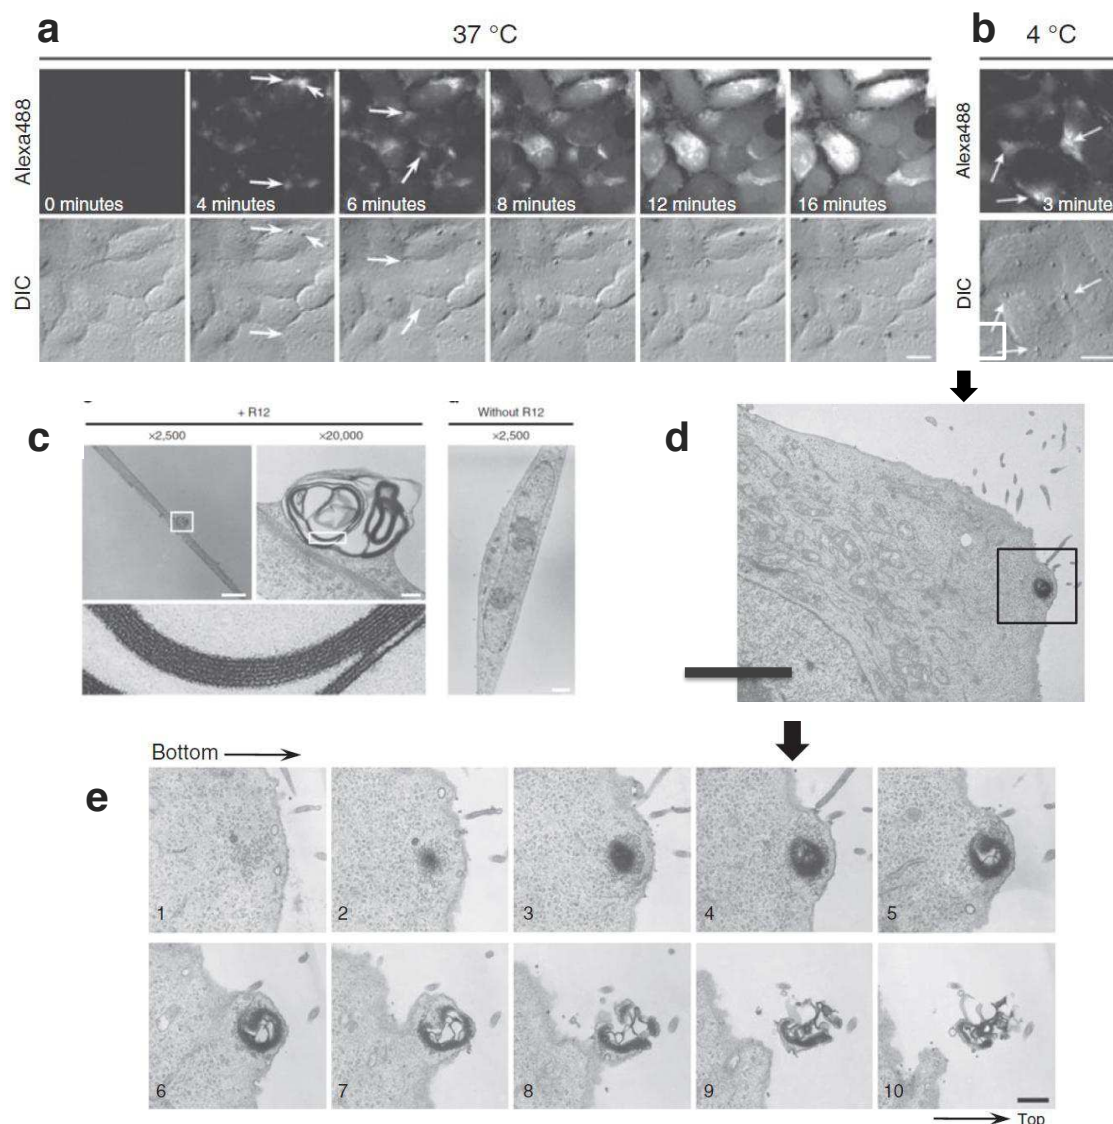 a
37 °C
b
4 °C
Alexa488
0 minutes
4 minutes
6 minutes
8 minutes
12 minutes
16 minutes
Alexa488
3 minute
DIC
DIC
c
+ R12
×2,500
×20,000
Without R12
×2,500
d
Bottom
e
1
2
3
4
5
6
7
8
9
10
Top